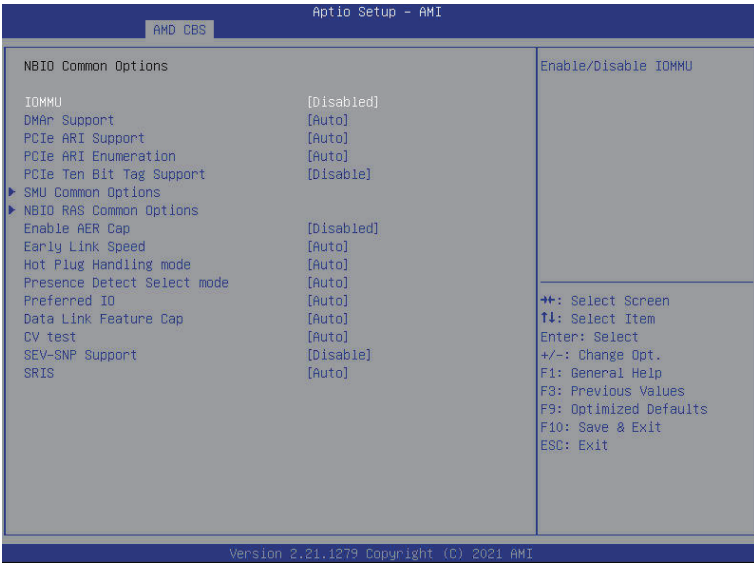 Aptio Setup – AMI
AMD CBS
NBIO Common Options
Enable/Disable IOMMU
IOMMU [Disabled]
DMAr Support [Auto]
PCIe ARI Support [Auto]
PCIe ARI Enumeration [Auto]
PCIe Ten Bit Tag Support [Disable]
SMU Common Options
NBIO RAS Common Options
Enable AER Cap [Disabled]
Early Link Speed [Auto]
Hot Plug Handling mode [Auto]
Presence Detect Select mode [Auto]
Preferred IO [Auto]
Data Link Feature Cap [Auto]
CV test [Auto]
SEV-SNP Support [Disable]
SRIS [Auto]
→←: Select Screen
↑↓: Select Item
Enter: Select
+/-: Change Opt.
F1: General Help
F3: Previous Values
F9: Optimized Defaults
F10: Save & Exit
ESC: Exit
Version 2.21.1279 Copyright (C) 2021 AMI